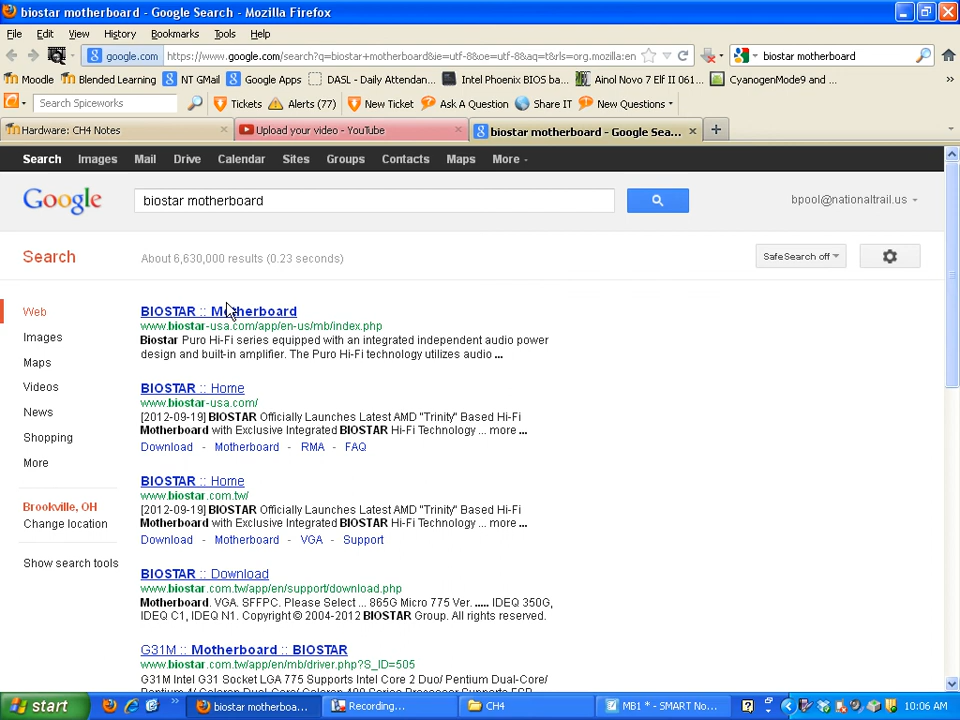 biostar motherboard - Google Search - Mozilla Firefox
File Edit View History Bookmarks Tools Help
google.com https://www.google.com/search?q=biostar+motherboard&ie=utf-8&oe=utf-8&aq=t&rls=org.mozilla:en biostar motherboard
Moodle Blended Learning NT GMail Google Apps DASL - Daily Attendan... Intel Phoenix BIOS ba... Ainol Novo 7 Elf II 061... CyanogenMode9 and ...
Search Spiceworks Tickets Alerts (77) New Ticket Ask A Question Share IT New Questions
Hardware: CH4 Notes Upload your video - YouTube biostar motherboard - Google Sea...
Search Images Mail Drive Calendar Sites Groups Contacts Maps More
Google biostar motherboard bpool@nationaltrail.us
Search About 6,630,000 results (0.23 seconds) SafeSearch off
Web
Images
Maps
Videos
News
Shopping
More
Brookville, OH
Change location
Show search tools
BIOSTAR :: Motherboard
www.biostar-usa.com/app/en-us/mb/index.php
Biostar Puro Hi-Fi series equipped with an integrated independent audio power
design and built-in amplifier. The Puro Hi-Fi technology utilizes audio ...
BIOSTAR :: Home
www.biostar-usa.com/
[2012-09-19] BIOSTAR Officially Launches Latest AMD "Trinity" Based Hi-Fi
Motherboard with Exclusive Integrated BIOSTAR Hi-Fi Technology ... more ...
Download - Motherboard - RMA - FAQ
BIOSTAR :: Home
www.biostar.com.tw/
[2012-09-19] BIOSTAR Officially Launches Latest AMD "Trinity" Based Hi-Fi
Motherboard with Exclusive Integrated BIOSTAR Hi-Fi Technology ... more ...
Download - Motherboard - VGA - Support
BIOSTAR :: Download
www.biostar.com.tw/app/en/support/download.php
Motherboard. VGA. SFFPC. Please Select ... 865G Micro 775 Ver. ..... IDEQ 350G,
IDEQ C1, IDEQ N1. Copyright © 2004-2012 BIOSTAR Group. All rights reserved.
G31M :: Motherboard :: BIOSTAR
www.biostar.com.tw/app/en/mb/driver.php?S_ID=505
G31M Intel G31 Socket LGA 775 Supports Intel Core 2 Duo/ Pentium Dual-Core/
start biostar motherboa... Recording... CH4 MB1 * - SMART No... 10:06 AM